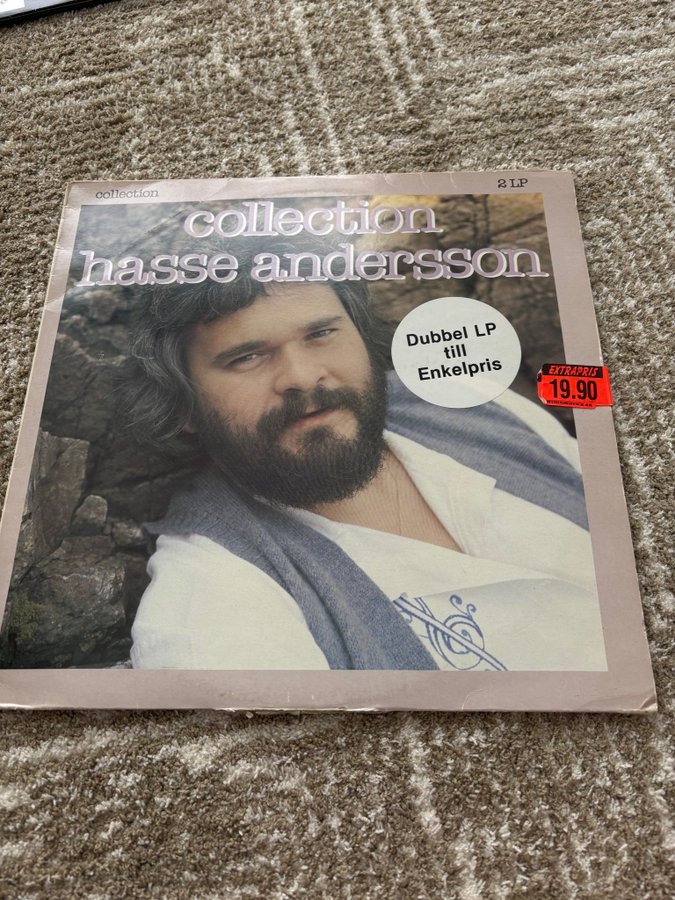 collection
2 LP
collection
hasse andersson
Dubbel LP
till
Enkelpris
EXTRAPRIS
19.90